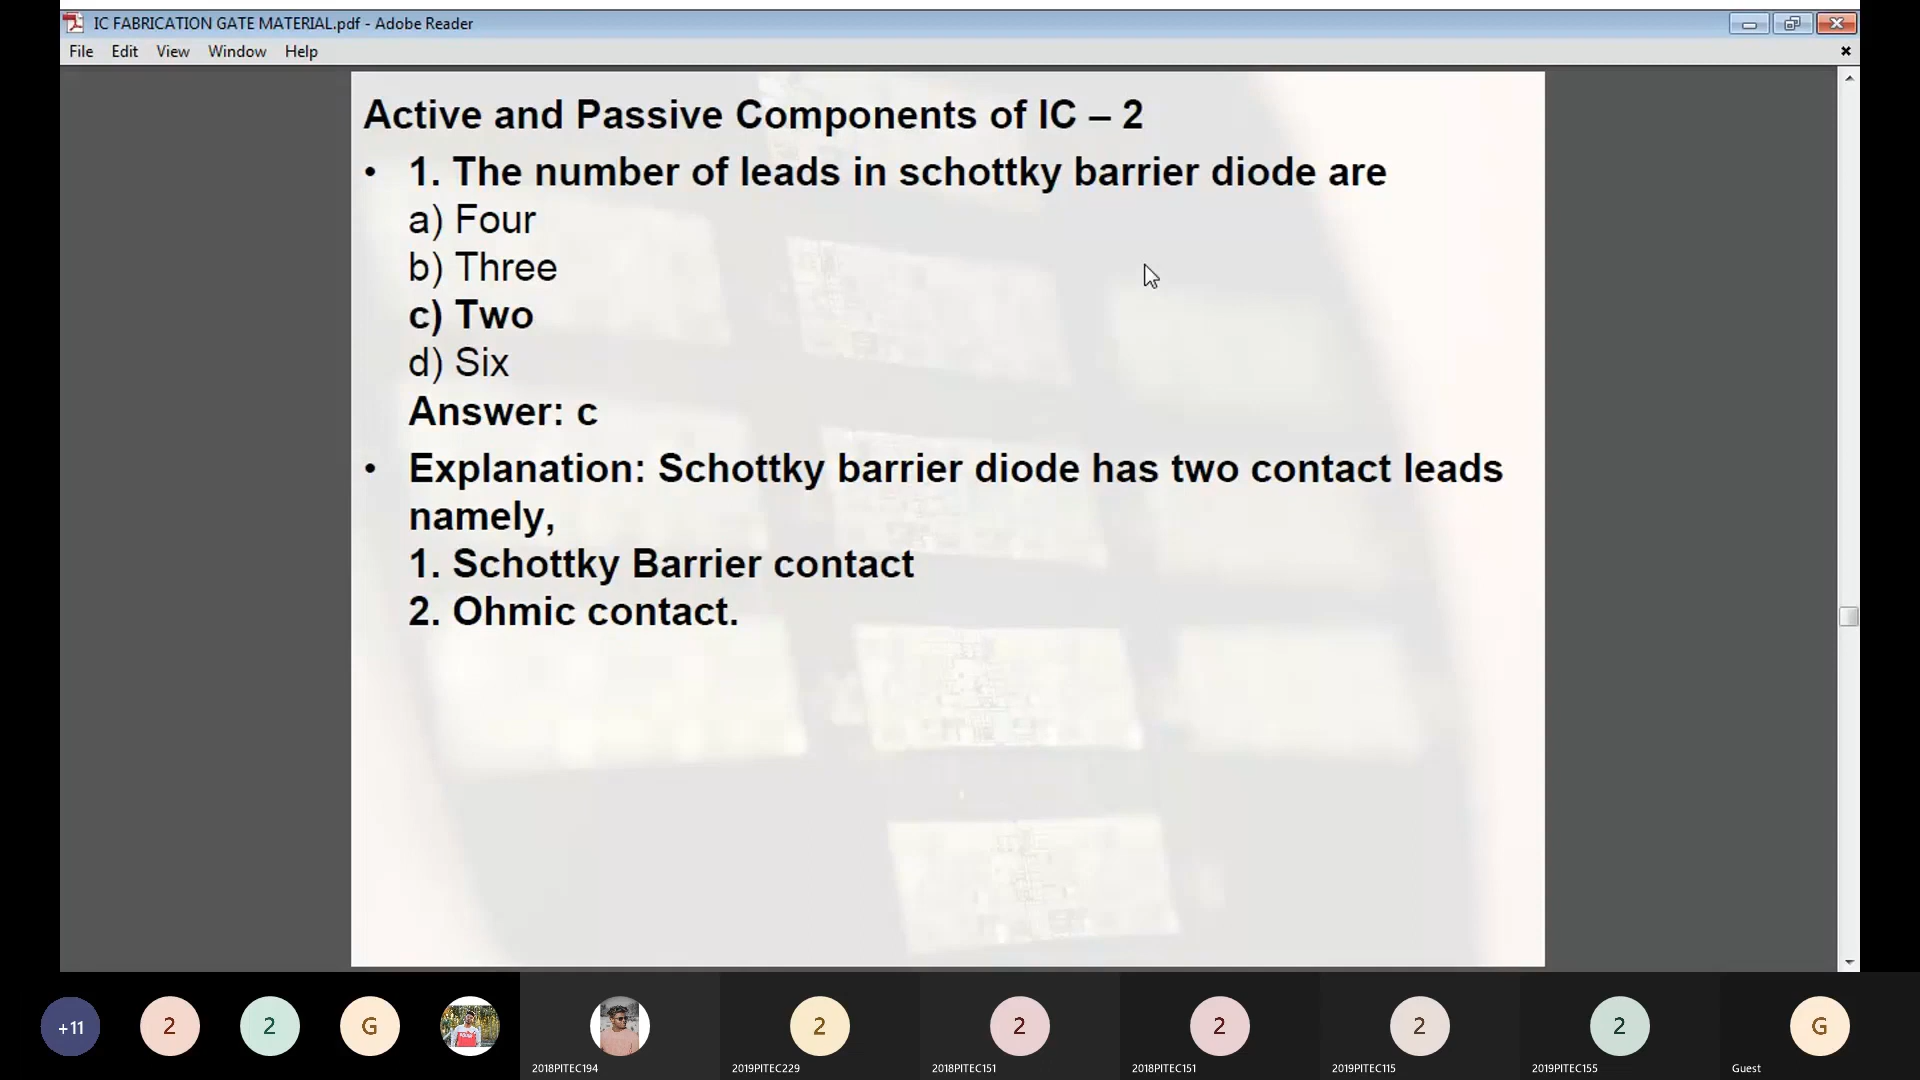 IC FABRICATION GATE MATERIAL.pdf - Adobe Reader
File Edit View Window Help
Active and Passive Components of IC – 2
• 1. The number of leads in schottky barrier diode are
a) Four
b) Three
c) Two
d) Six
Answer: c
• Explanation: Schottky barrier diode has two contact leads
namely,
1. Schottky Barrier contact
2. Ohmic contact.
+11 2 2 G 2 2 2 2 2 G
2018PITEC194 2019PITEC229 2018PITEC151 2018PITEC151 2019PITEC115 2019PITEC155 Guest